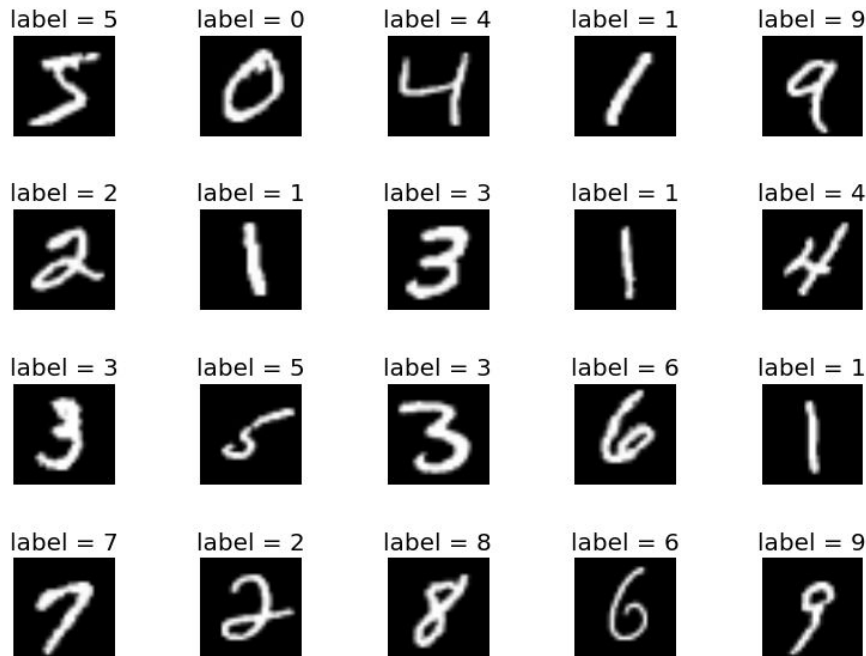 label = 5 label = 0 label = 4 label = 1 label = 9
5 0 4 1 9
label = 2 label = 1 label = 3 label = 1 label = 4
2 1 3 1 4
label = 3 label = 5 label = 3 label = 6 label = 1
3 5 3 6 1
label = 7 label = 2 label = 8 label = 6 label = 9
7 2 8 6 9